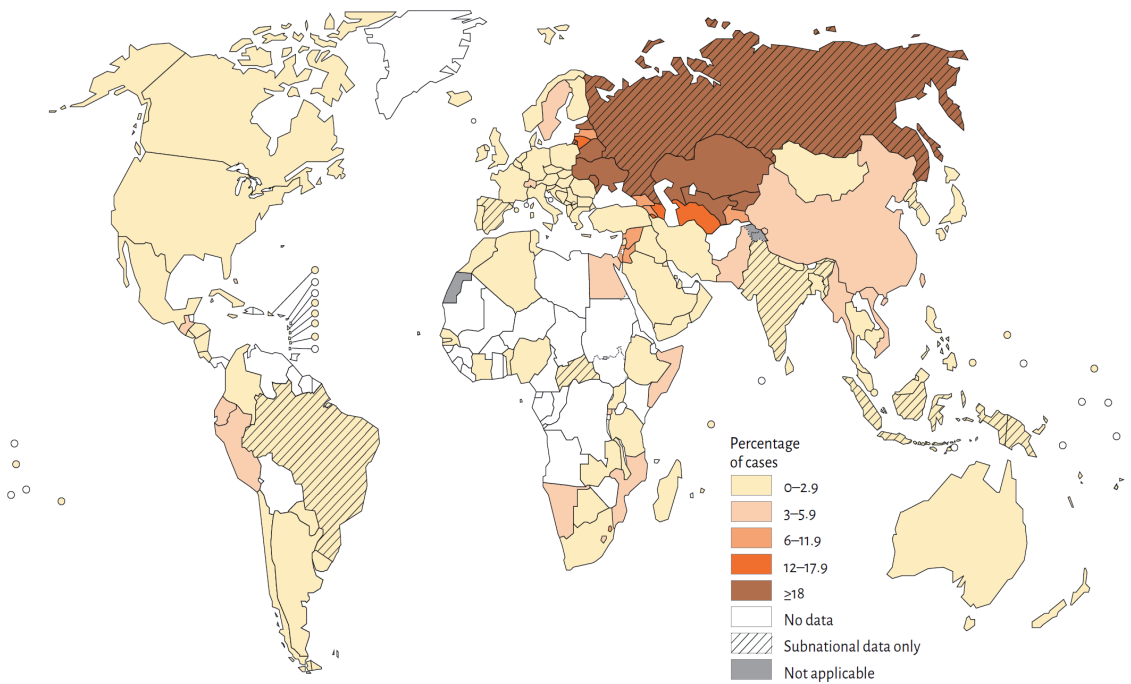 Percentage
of cases
0–2.9
3–5.9
6–11.9
12–17.9
≥18
No data
Subnational data only
Not applicable